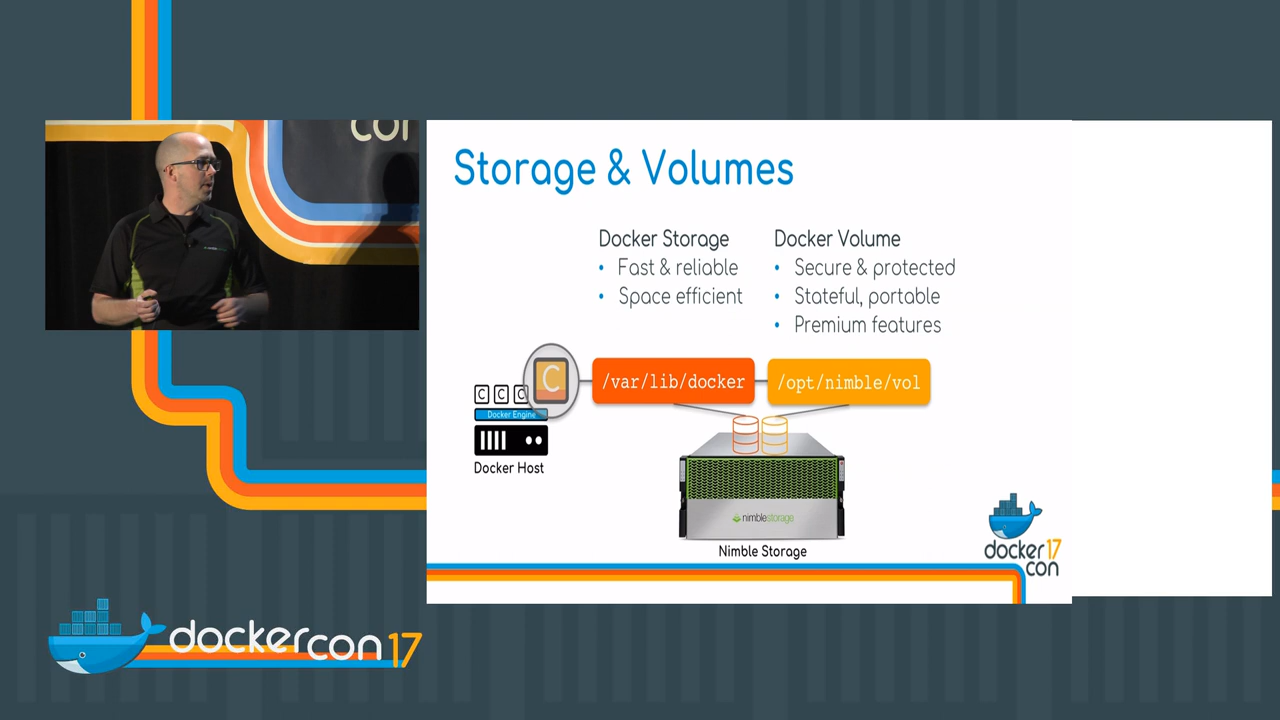 con
Storage & Volumes
Docker Storage
• Fast & reliable
• Space efficient
Docker Volume
• Secure & protected
• Stateful, portable
• Premium features
C
/var/lib/docker
/opt/nimble/vol
C C C
Docker Engine
Docker Host
nimblestorage
Nimble Storage
docker 17
con
dockercon 17